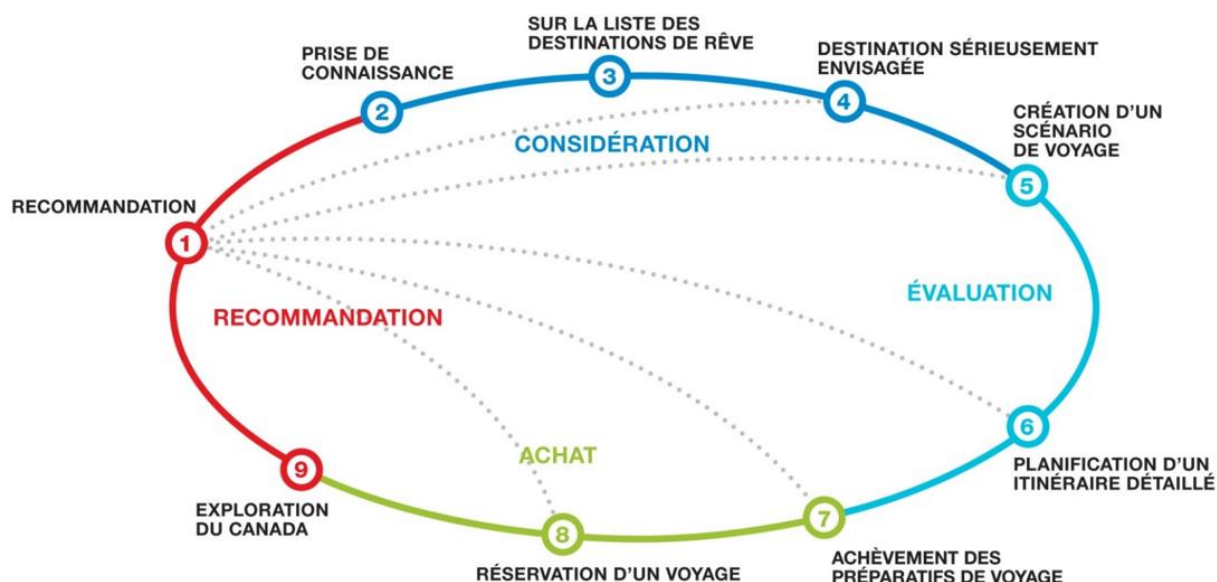 RECOMMANDATION
1
PRISE DE
CONNAISSANCE
2
SUR LA LISTE DES
DESTINATIONS DE RÊVE
3
DESTINATION SÉRIEUSEMENT
ENVISAGÉE
4
CONSIDÉRATION
CRÉATION D'UN
SCÉNARIO
DE VOYAGE
5
ÉVALUATION
6
PLANIFICATION D'UN
ITINÉRAIRE DÉTAILLÉ
7
ACHÈVEMENT DES
PRÉPARATIFS DE VOYAGE
ACHAT
8
RÉSERVATION D'UN VOYAGE
9
EXPLORATION
DU CANADA
RECOMMANDATION